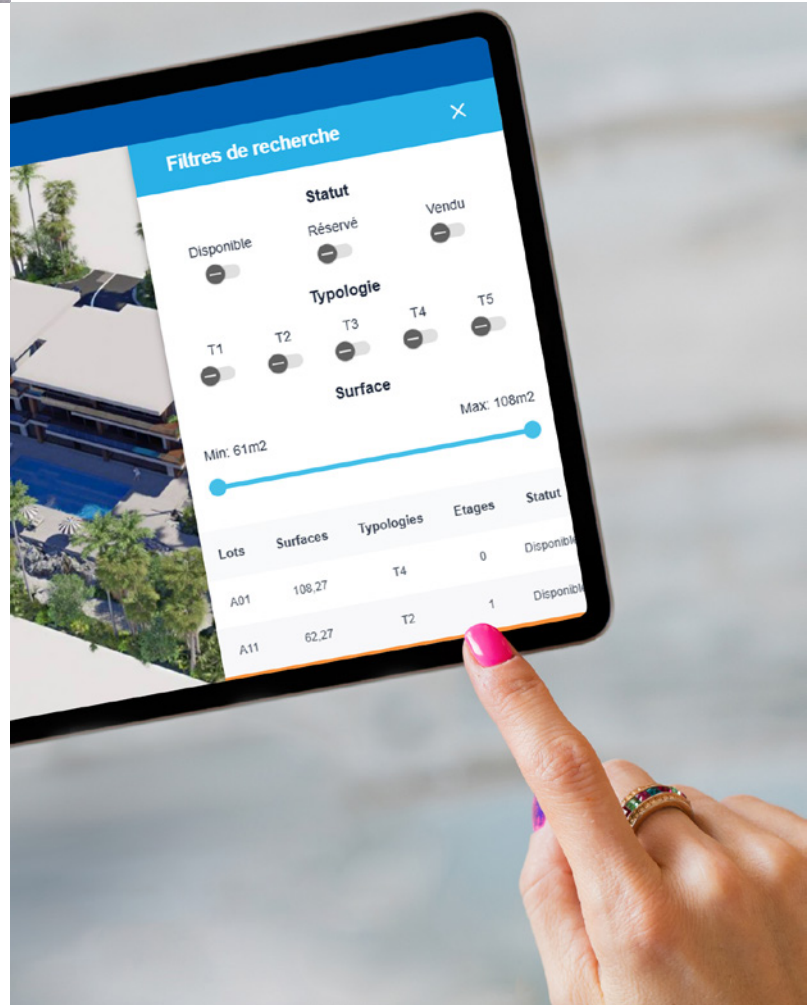 Filtres de recherche
Statut
Disponible Réservé Vendu
Typologie
T1 T2 T3 T4 T5
Surface
Min: 61m2 Max: 108m2
Lots Surfaces Typologies Etages Statut
A01 108,27 T4 0 Disponible
A11 62,27 T2 1 Disponible